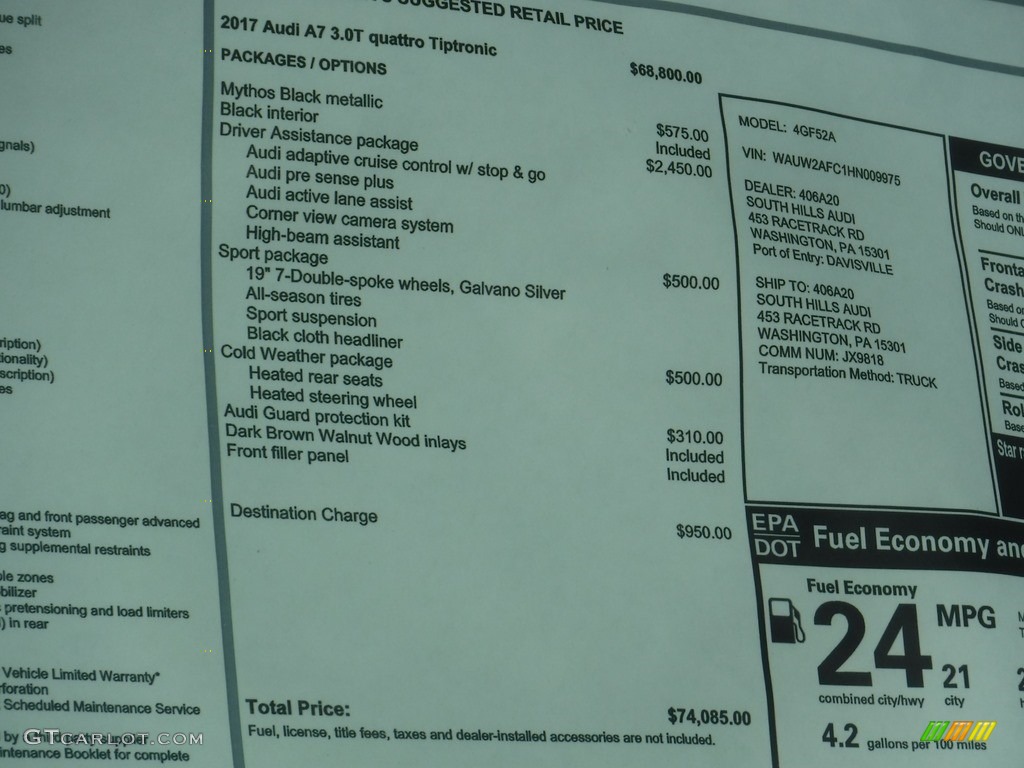 ue split
es
gnals)
0)
lumbar adjustment
ription)
ionality)
scription)
es
ag and front passenger advanced
raint system
g supplemental restraints
ole zones
bilizer
pretensioning and load limiters
) in rear
Vehicle Limited Warranty*
rforation
Scheduled Maintenance Service
intenance Booklet for complete
SUGGESTED RETAIL PRICE
2017 Audi A7 3.0T quattro Tiptronic $68,800.00
PACKAGES / OPTIONS
Mythos Black metallic $575.00
Black interior Included
Driver Assistance package $2,450.00
Audi adaptive cruise control w/ stop & go
Audi pre sense plus
Audi active lane assist
Corner view camera system
High-beam assistant
Sport package $500.00
19" 7-Double-spoke wheels, Galvano Silver
All-season tires
Sport suspension
Black cloth headliner
Cold Weather package $500.00
Heated rear seats
Heated steering wheel
Audi Guard protection kit $310.00
Dark Brown Walnut Wood inlays Included
Front filler panel Included
Destination Charge $950.00
Total Price: $74,085.00
Fuel, license, title fees, taxes and dealer-installed accessories are not included.
MODEL: 4GF52A
VIN: WAUW2AFC1HN009975
DEALER: 406A20
SOUTH HILLS AUDI
453 RACETRACK RD
WASHINGTON, PA 15301
Port of Entry: DAVISVILLE
SHIP TO: 406A20
SOUTH HILLS AUDI
453 RACETRACK RD
WASHINGTON, PA 15301
COMM NUM: JX9818
Transportation Method: TRUCK
GOVE
Overall
Based on th
Should ONL
Fronta
Crash
Based o
Should C
Side
Cras
Based
Rol
Base
Star r
EPA
DOT
Fuel Economy and
Fuel Economy
24 MPG
21
combined city/hwy city
4.2 gallons per 100 miles
GTcarlot.com